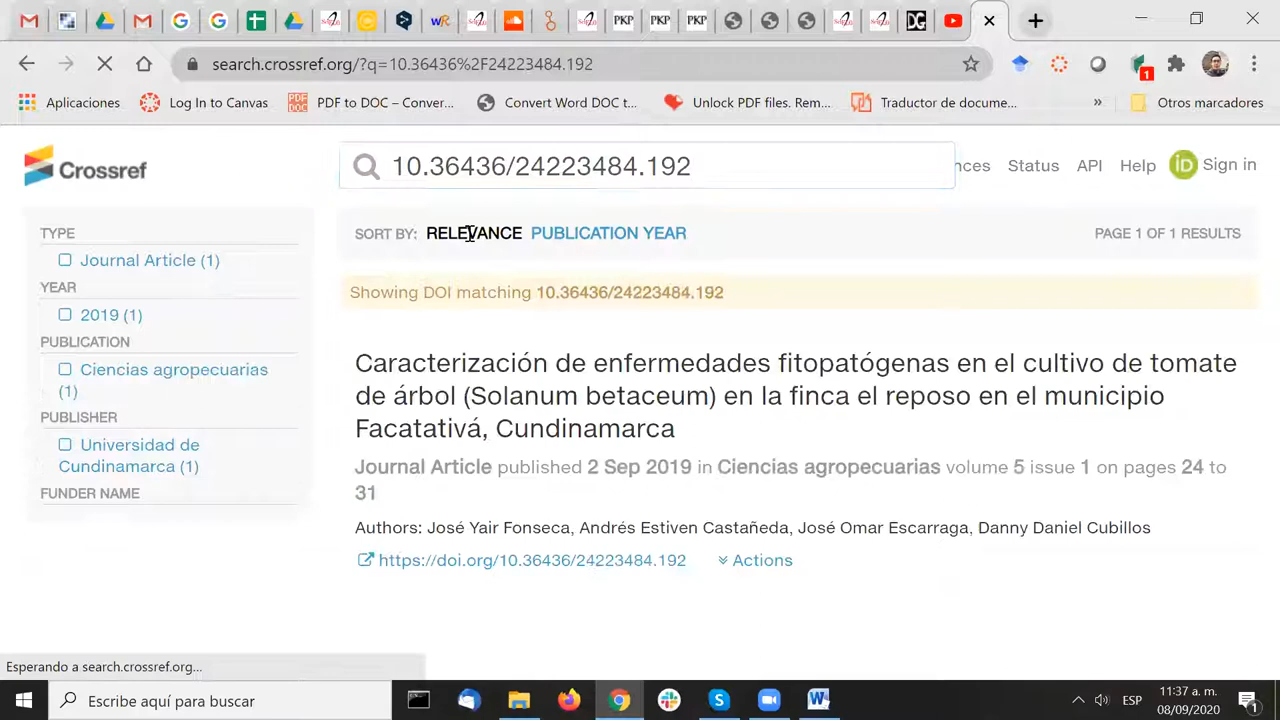 search.crossref.org/?q=10.36436%2F24223484.192
1
Aplicaciones
Log In to Canvas
PDF to DOC – Conver...
Convert Word DOC t...
Unlock PDF files. Rem...
Traductor de docume...
»
Otros marcadores
Crossref
10.36436/24223484.192
nces
Status
API
Help
iD
Sign in
TYPE
Journal Article (1)
YEAR
2019 (1)
PUBLICATION
Ciencias agropecuarias
(1)
PUBLISHER
Universidad de
Cundinamarca (1)
FUNDER NAME
SORT BY: RELEVANCE PUBLICATION YEAR
PAGE 1 OF 1 RESULTS
Showing DOI matching 10.36436/24223484.192
Caracterización de enfermedades fitopatógenas en el cultivo de tomate
de árbol (Solanum betaceum) en la finca el reposo en el municipio
Facatativá, Cundinamarca
Journal Article published 2 Sep 2019 in Ciencias agropecuarias volume 5 issue 1 on pages 24 to
31
Authors: José Yair Fonseca, Andrés Estiven Castañeda, José Omar Escarraga, Danny Daniel Cubillos
https://doi.org/10.36436/24223484.192
Actions
Esperando a search.crossref.org...
Escribe aquí para buscar
ESP
11:37 a. m.
08/09/2020
1